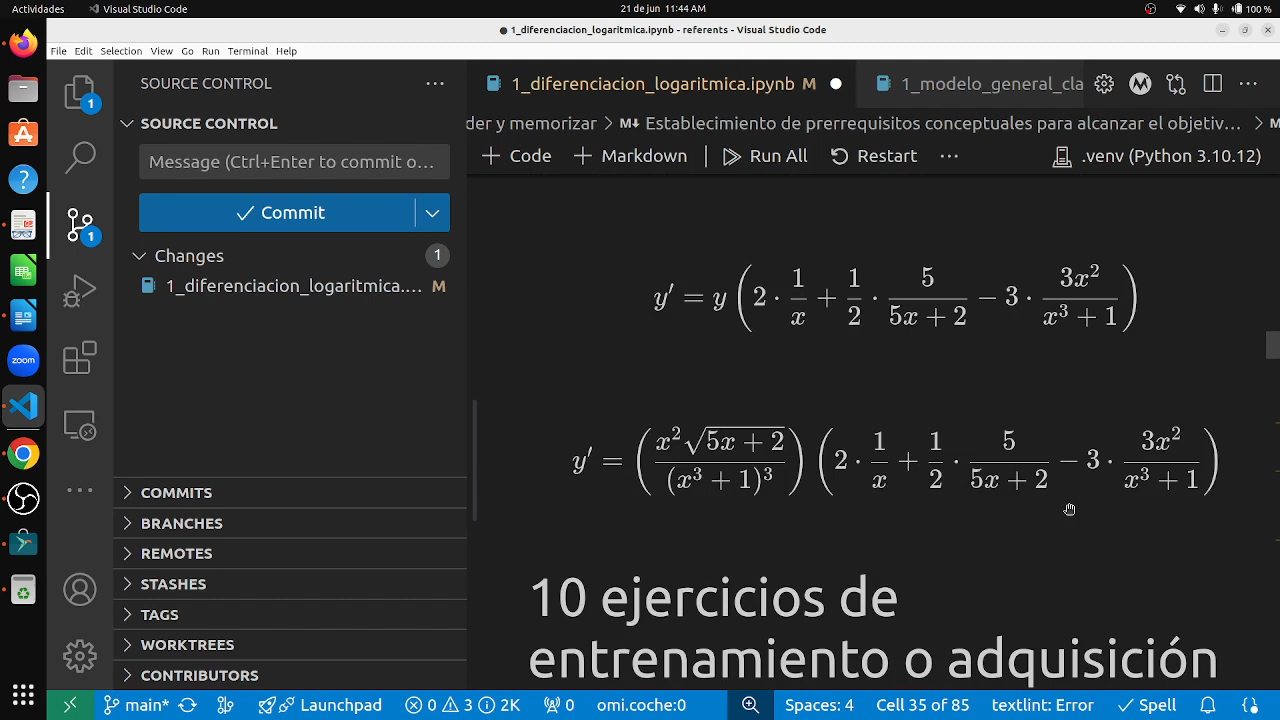 Actividades
Visual Studio Code
21 de jun 11:44 AM
100 %
1_diferenciacion_logaritmica.ipynb - referents - Visual Studio Code
File Edit Selection View Go Run Terminal Help
SOURCE CONTROL
SOURCE CONTROL
Message (Ctrl+Enter to commit o...
Commit
Changes 1
1_diferenciacion_logaritmica.... M
COMMITS
BRANCHES
REMOTES
STASHES
TAGS
WORKTREES
CONTRIBUTORS
1
1
zoom
1_diferenciacion_logaritmica.ipynb M
1_modelo_general_cla
der y memorizar > M↓ Establecimiento de prerrequisitos conceptuales para alcanzar el objetiv...
+ Code + Markdown Run All Restart ... .venv (Python 3.10.12)
y′ = y (2 · 1/x + 1/2 · 5/(5x + 2) − 3 · 3x²/(x³ + 1))
y′ = (x²√(5x + 2)/(x³ + 1)³) (2 · 1/x + 1/2 · 5/(5x + 2) − 3 · 3x²/(x³ + 1))
10 ejercicios de
entrenamiento o adquisición
main* Launchpad 0 3 2K 0 omi.coche:0 Spaces: 4 Cell 35 of 85 textlint: Error Spell